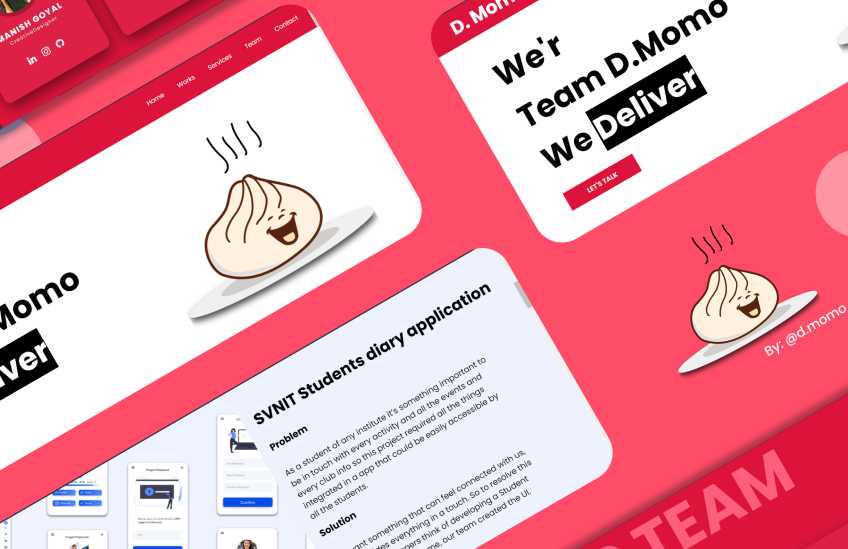 MANISH GOYAL
CreativeDesigner
Home Works Services Team Contact
Momo
iver
D. Mom
We'r
Team D.Momo
We Deliver
LET'S TALK
By: @d.momo
SVNIT Students diary application
Problem
As a student of any institute it's something important to
be in touch with every activity and all the events and
every club info so this project required all the things
integrated in a app that could be easily accessible by
all the students.
Solution
ant something that can feel connected with us,
des everything in a touch. So to resolve this
pers think of developing a Student
me, our team created the UI.
Forgot Password
Confirm
Forgot Password
TEAM